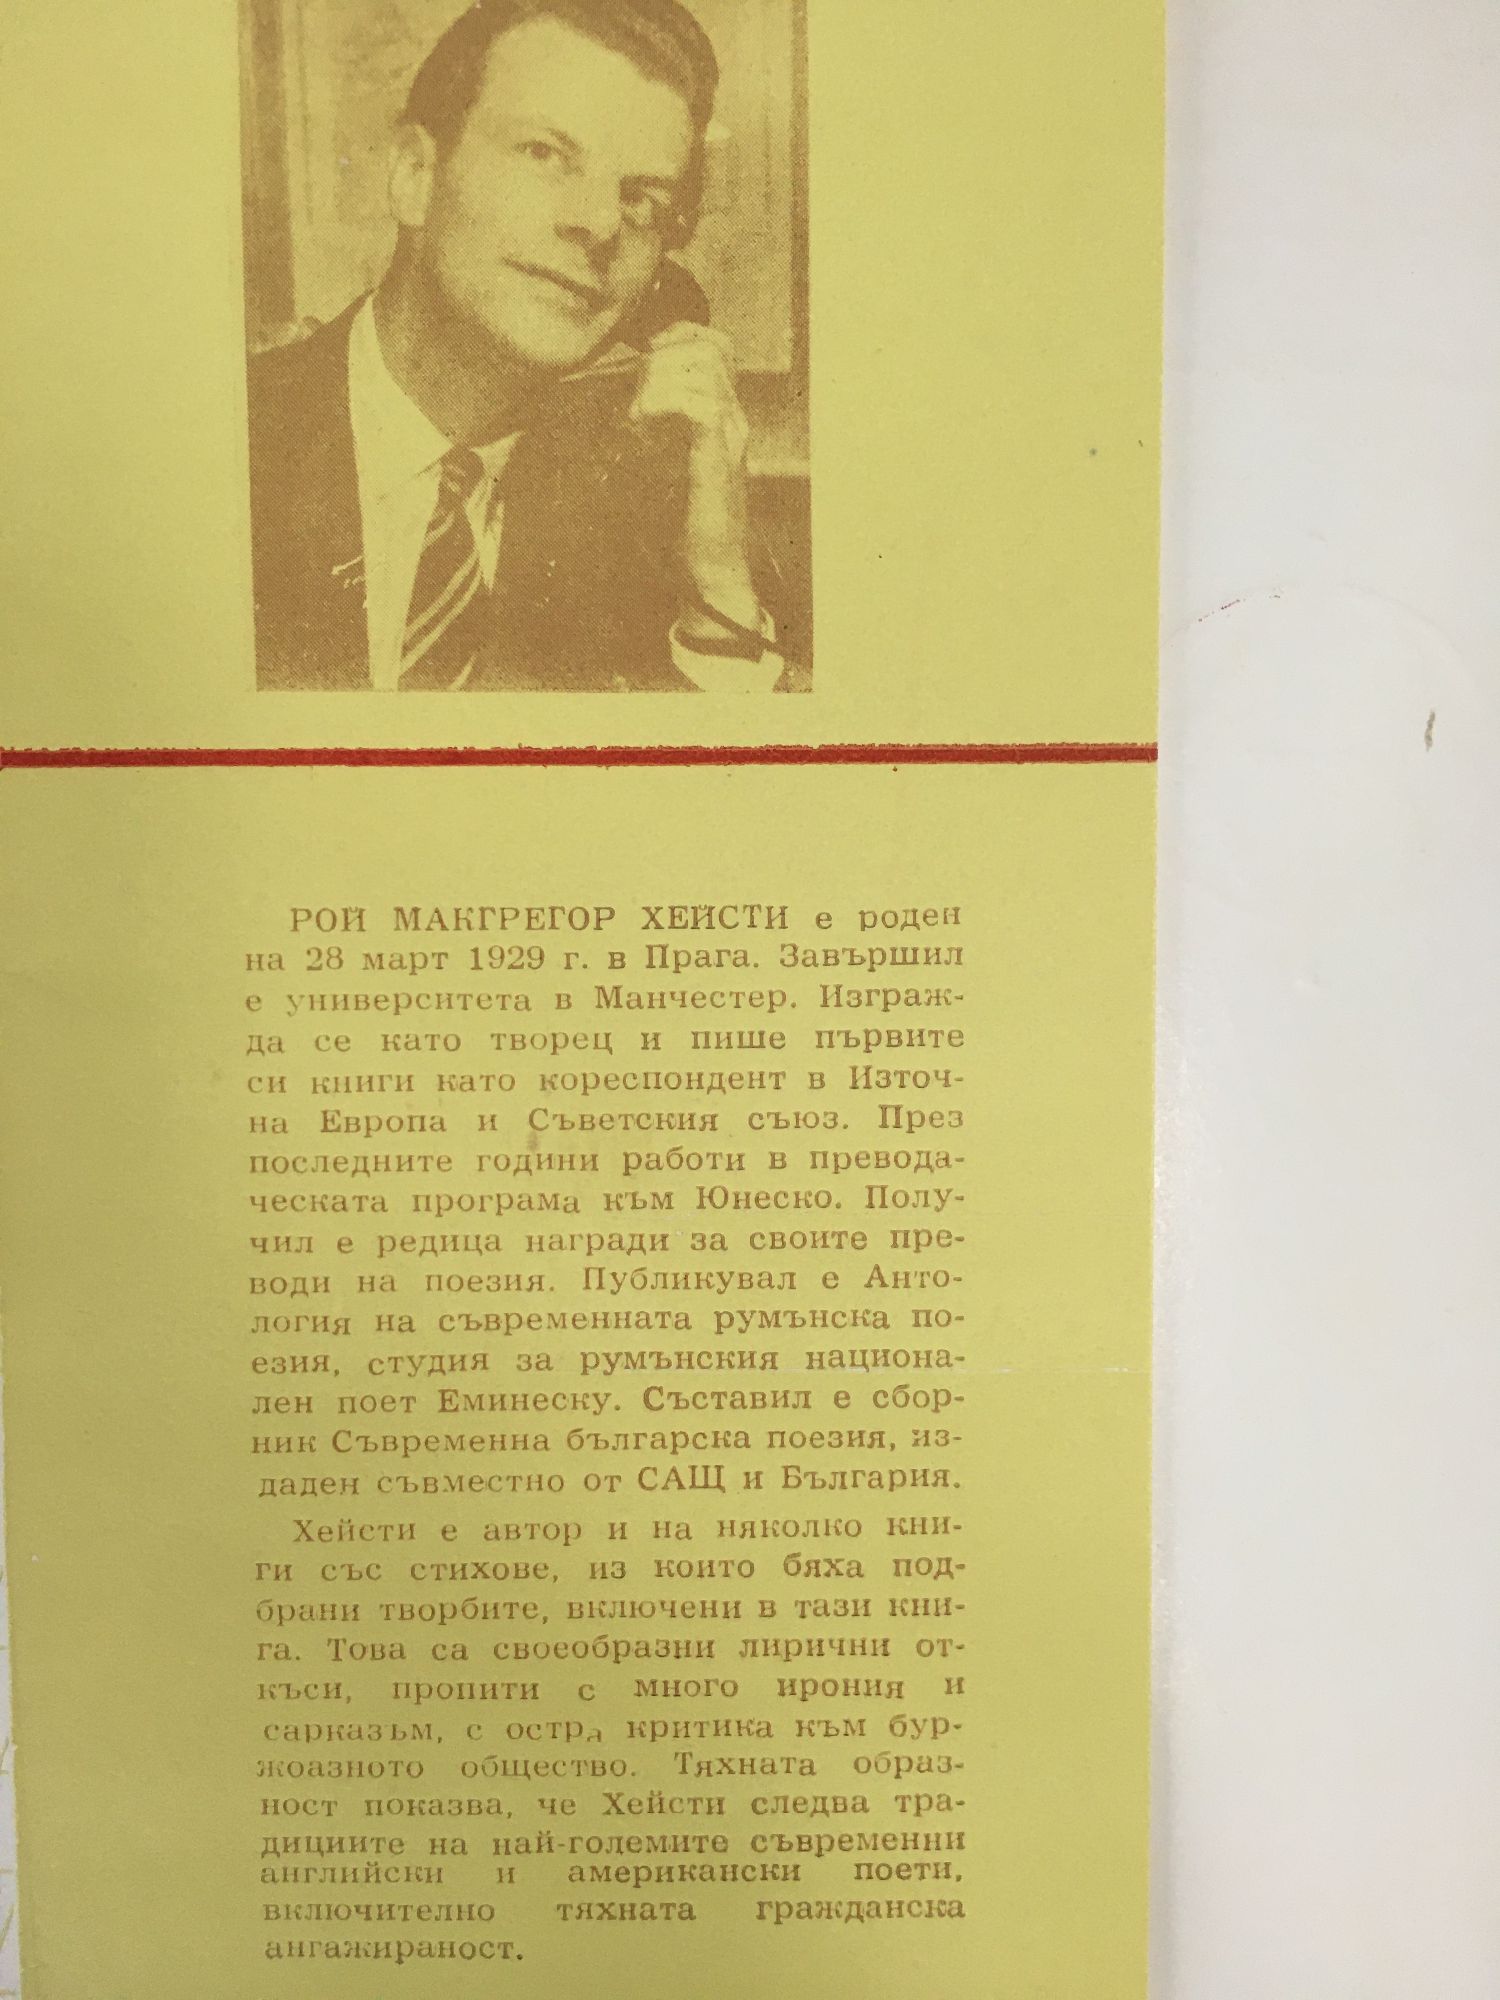 РОЙ МАКГРЕГОР ХЕЙСТИ е роден
на 28 март 1929 г. в Прага. Завършил
е университета в Манчестер. Изграж-
да се като творец и пише първите
си книги като кореспондент в Източ-
на Европа и Съветския съюз. През
последните години работи в превода-
ческата програма към Юнеско. Полу-
чил е редица награди за своите пре-
води на поезия. Публикувал е Анто-
логия на съвременната румънска по-
езия, студия за румънския национа-
лен поет Еминеску. Съставил е сбор-
ник Съвременна българска поезия, из-
даден съвместно от САЩ и България.
Хейсти е автор и на няколко кни-
ги със стихове, из които бяха под-
брани творбите, включени в тази кни-
га. Това са своеобразни лирични от-
къси, пропити с много ирония и
сарказъм, с остра критика към бур-
жоазното общество. Тяхната образ-
ност показва, че Хейсти следва тра-
дициите на най-големите съвременни
английски и американски поети,
включително тяхната гражданска
ангажираност.